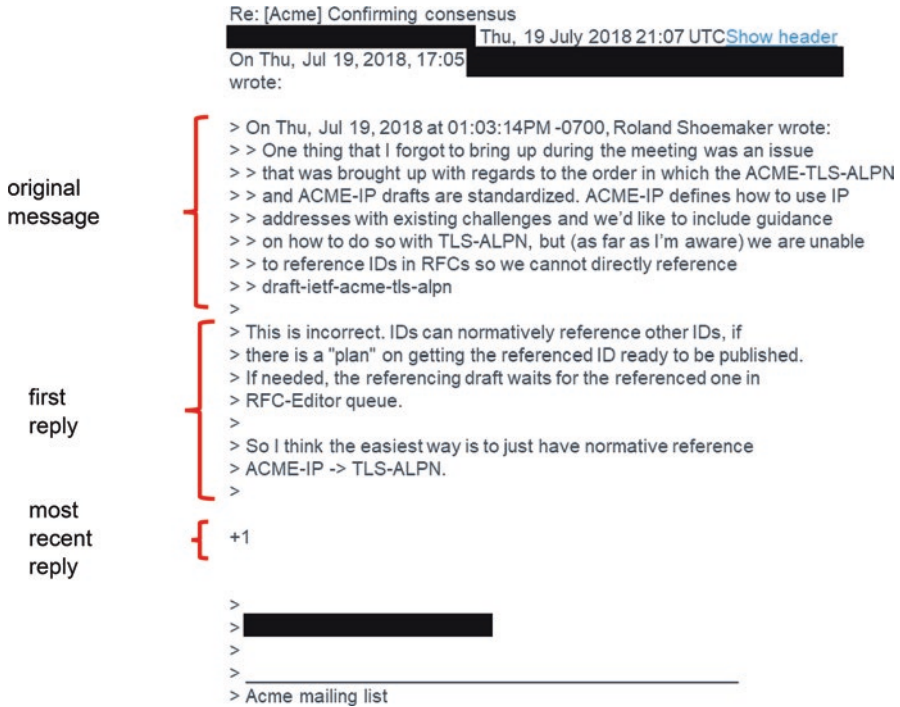 Re: [Acme] Confirming consensus
Thu, 19 July 2018 21:07 UTCShow header
On Thu, Jul 19, 2018, 17:05
wrote:
> On Thu, Jul 19, 2018 at 01:03:14PM -0700, Roland Shoemaker wrote:
> > One thing that I forgot to bring up during the meeting was an issue
> > that was brought up with regards to the order in which the ACME-TLS-ALPN
original
message
> > and ACME-IP drafts are standardized. ACME-IP defines how to use IP
> > addresses with existing challenges and we'd like to include guidance
> > on how to do so with TLS-ALPN, but (as far as I'm aware) we are unable
> > to reference IDs in RFCs so we cannot directly reference
> > draft-ietf-acme-tls-alpn
>
first
reply
> This is incorrect. IDs can normatively reference other IDs, if
> there is a "plan" on getting the referenced ID ready to be published.
> If needed, the referencing draft waits for the referenced one in
> RFC-Editor queue.
>
> So I think the easiest way is to just have normative reference
> ACME-IP -> TLS-ALPN.
>
most
recent
reply
+1
>
>
>
>
> Acme mailing list